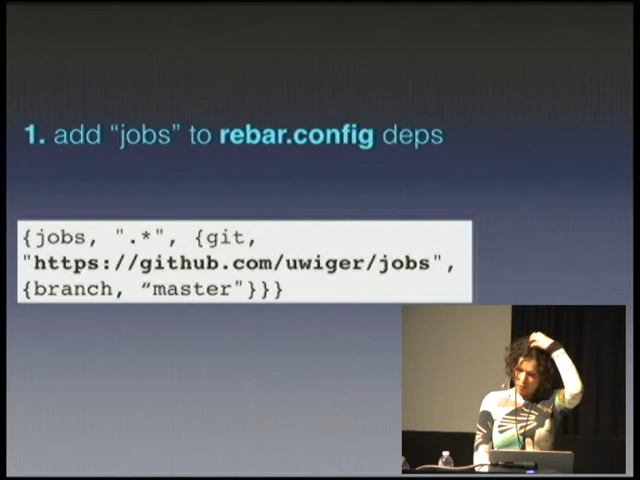 1. add “jobs” to rebar.config deps
{jobs, ".*", {git,
"https://github.com/uwiger/jobs",
{branch, “master"}}}